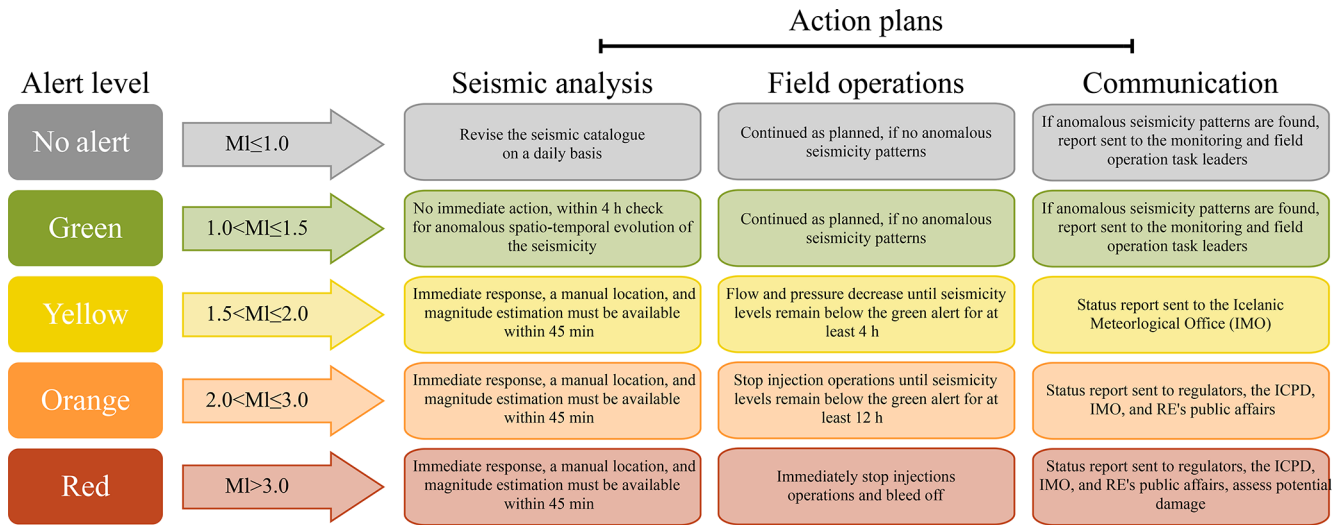 Action plans
Alert level
Seismic analysis
Field operations
Communication
No alert
Ml≤1.0
Revise the seismic catalogue
on a daily basis
Continued as planned, if no anomalous
seismicity patterns
If anomalous seismicity patterns are found,
report sent to the monitoring and field
operation task leaders
Green
1.0<Ml≤1.5
No immediate action, within 4 h check
for anomalous spatio-temporal evolution of
the seismicity
Continued as planned, if no anomalous
seismicity patterns
If anomalous seismicity patterns are found,
report sent to the monitoring and field
operation task leaders
Yellow
1.5<Ml≤2.0
Immediate response, a manual location, and
magnitude estimation must be available
within 45 min
Flow and pressure decrease until seismicity
levels remain below the green alert for
at least 4 h
Status report sent to the Icelanic
Meteorlogical Office (IMO)
Orange
2.0<Ml≤3.0
Immediate response, a manual location, and
magnitude estimation must be available
within 45 min
Stop injection operations until seismicity
levels remain below the green alert for at
least 12 h
Status report sent to regulators, the ICPD,
IMO, and RE's public affairs
Red
Ml>3.0
Immediate response, a manual location, and
magnitude estimation must be available
within 45 min
Immediately stop injections
operations and bleed off
Status report sent to regulators, the ICPD,
IMO, and RE's public affairs, assess potential
damage